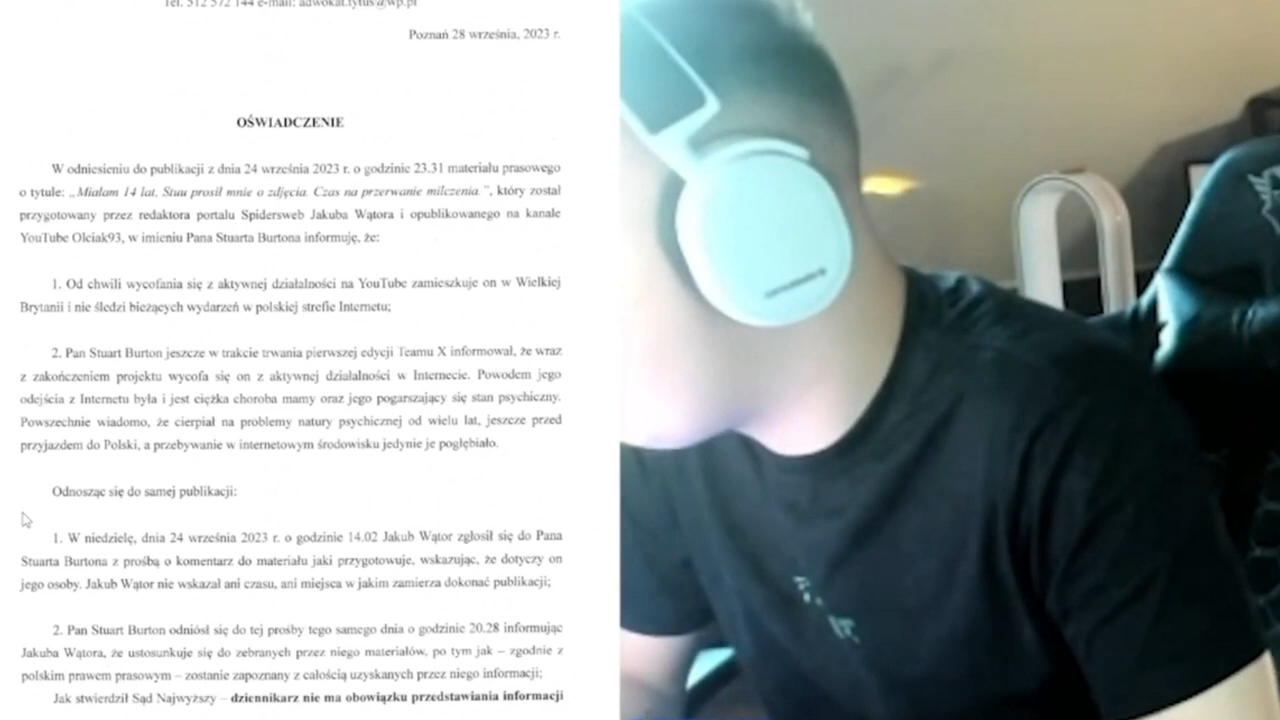 Tel. 512 572 144 e-mail: adwokat.tytus@wp.pl
Poznań 28 września, 2023 r.
OŚWIADCZENIE
W odniesieniu do publikacji z dnia 24 września 2023 r. o godzinie 23.31 materiału prasowego
o tytule: „Miałam 14 lat. Stuu prosił mnie o zdjęcia. Czas na przerwanie milczenia.", który został
przygotowany przez redaktora portalu Spidersweb Jakuba Wątora i opublikowanego na kanale
YouTube Olciak93, w imieniu Pana Stuarta Burtona informuję, że:
1. Od chwili wycofania się z aktywnej działalności na YouTube zamieszkuje on w Wielkiej
Brytanii i nie śledzi bieżących wydarzeń w polskiej strefie Internetu;
2. Pan Stuart Burton jeszcze w trakcie trwania pierwszej edycji Teamu X informował, że wraz
z zakończeniem projektu wycofa się on z aktywnej działalności w Internecie. Powodem jego
odejścia z Internetu była i jest ciężka choroba mamy oraz jego pogarszający się stan psychiczny.
Powszechnie wiadomo, że cierpiał na problemy natury psychicznej od wielu lat, jeszcze przed
przyjazdem do Polski, a przebywanie w internetowym środowisku jedynie je pogłębiało.
Odnosząc się do samej publikacji:
1. W niedzielę, dnia 24 września 2023 r. o godzinie 14.02 Jakub Wątor zgłosił się do Pana
Stuarta Burtona z prośbą o komentarz do materiału jaki przygotowuje, wskazując, że dotyczy on
jego osoby. Jakub Wątor nie wskazał ani czasu, ani miejsca w jakim zamierza dokonać publikacji;
2. Pan Stuart Burton odniósł się do tej prośby tego samego dnia o godzinie 20.28 informując
Jakuba Wątora, że ustosunkuje się do zebranych przez niego materiałów, po tym jak – zgodnie z
polskim prawem prasowym – zostanie zapoznany z całością uzyskanych przez niego informacji;
Jak stwierdził Sąd Najwyższy – dziennikarz nie ma obowiązku przedstawiania informacji